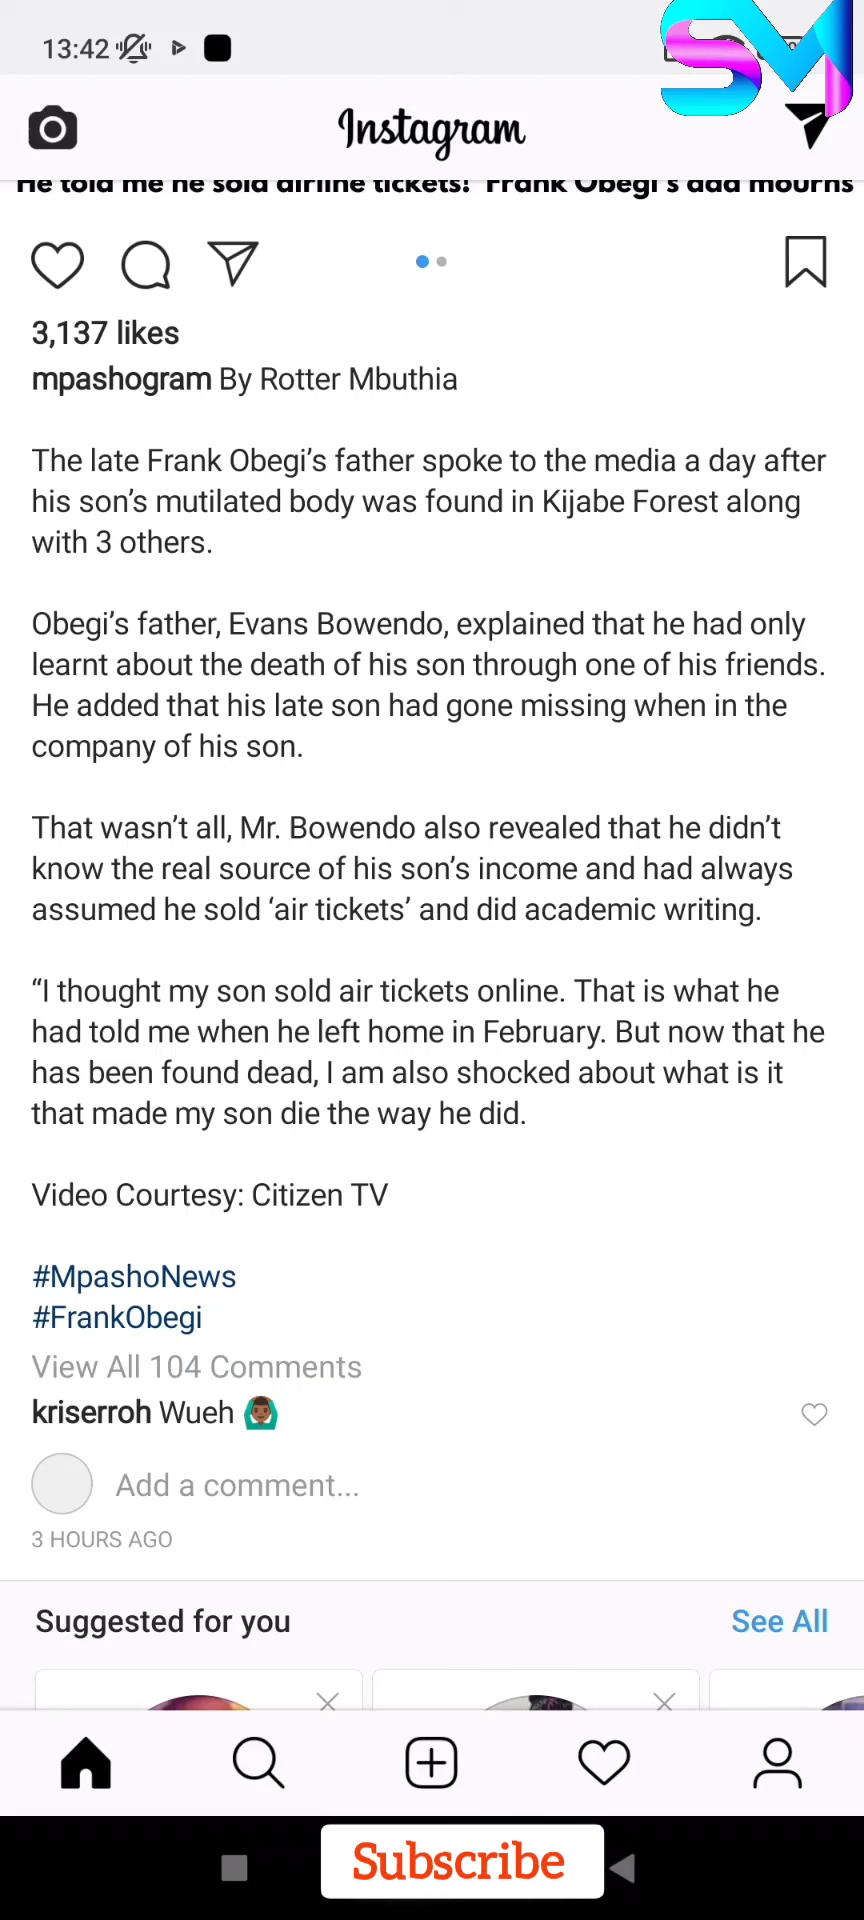 13:42
SM
Instagram
He told me he sold airline tickets! Frank Obegi's dad mourns
3,137 likes
mpashogram By Rotter Mbuthia
The late Frank Obegi’s father spoke to the media a day after
his son’s mutilated body was found in Kijabe Forest along
with 3 others.
Obegi’s father, Evans Bowendo, explained that he had only
learnt about the death of his son through one of his friends.
He added that his late son had gone missing when in the
company of his son.
That wasn’t all, Mr. Bowendo also revealed that he didn’t
know the real source of his son’s income and had always
assumed he sold ‘air tickets’ and did academic writing.
“I thought my son sold air tickets online. That is what he
had told me when he left home in February. But now that he
has been found dead, I am also shocked about what is it
that made my son die the way he did.
Video Courtesy: Citizen TV
#MpashoNews
#FrankObegi
View All 104 Comments
kriserroh Wueh 🙆🏾‍♂️
Add a comment...
3 HOURS AGO
Suggested for you
See All
Subscribe